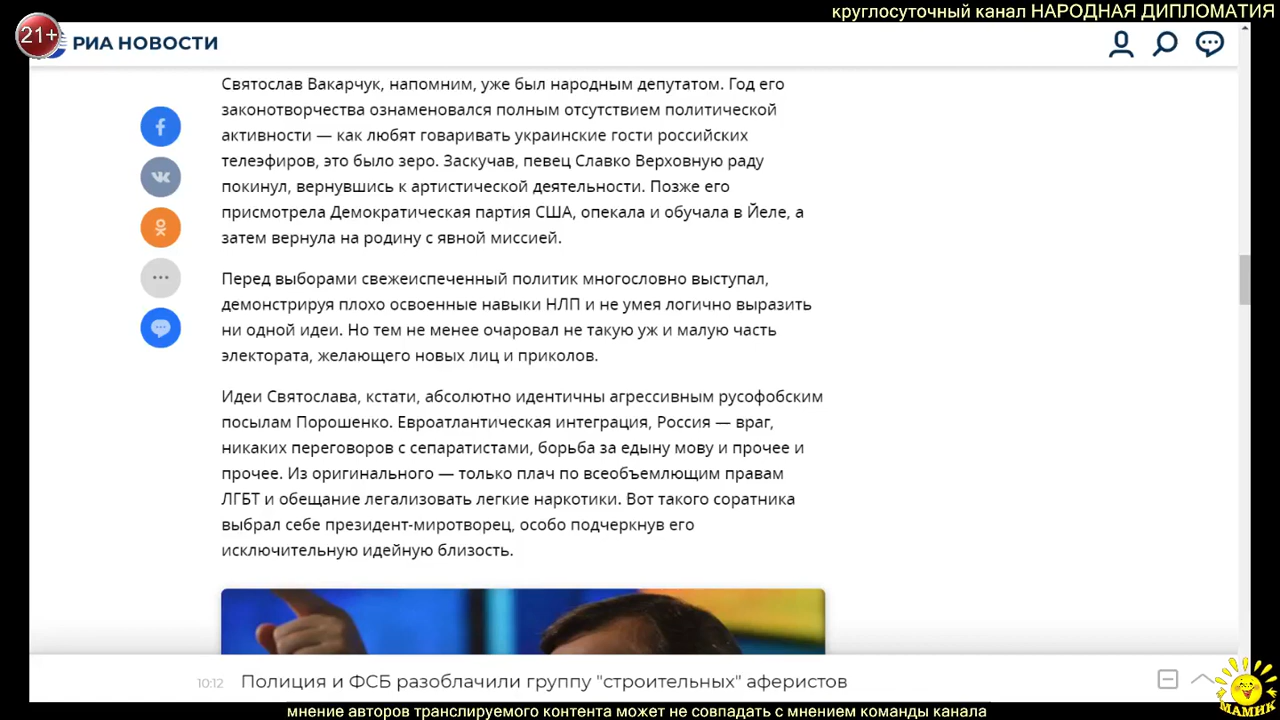 круглосуточный канал НАРОДНАЯ ДИПЛОМАТИЯ
21+
РИА НОВОСТИ
Святослав Вакарчук, напомним, уже был народным депутатом. Год его
законотворчества ознаменовался полным отсутствием политической
активности — как любят говаривать украинские гости российских
телеэфиров, это было зеро. Заскучав, певец Славко Верховную раду
покинул, вернувшись к артистической деятельности. Позже его
присмотрела Демократическая партия США, опекала и обучала в Йеле, а
затем вернула на родину с явной миссией.
Перед выборами свежеиспеченный политик многословно выступал,
демонстрируя плохо освоенные навыки НЛП и не умея логично выразить
ни одной идеи. Но тем не менее очаровал не такую уж и малую часть
электората, желающего новых лиц и приколов.
Идеи Святослава, кстати, абсолютно идентичны агрессивным русофобским
посылам Порошенко. Евроатлантическая интеграция, Россия — враг,
никаких переговоров с сепаратистами, борьба за едыну мову и прочее и
прочее. Из оригинального — только плач по всеобъемлющим правам
ЛГБТ и обещание легализовать легкие наркотики. Вот такого соратника
выбрал себе президент-миротворец, особо подчеркнув его
исключительную идейную близость.
10:12 Полиция и ФСБ разоблачили группу "строительных" аферистов
МАМИК
мнение авторов транслируемого контента может не совпадать с мнением команды канала